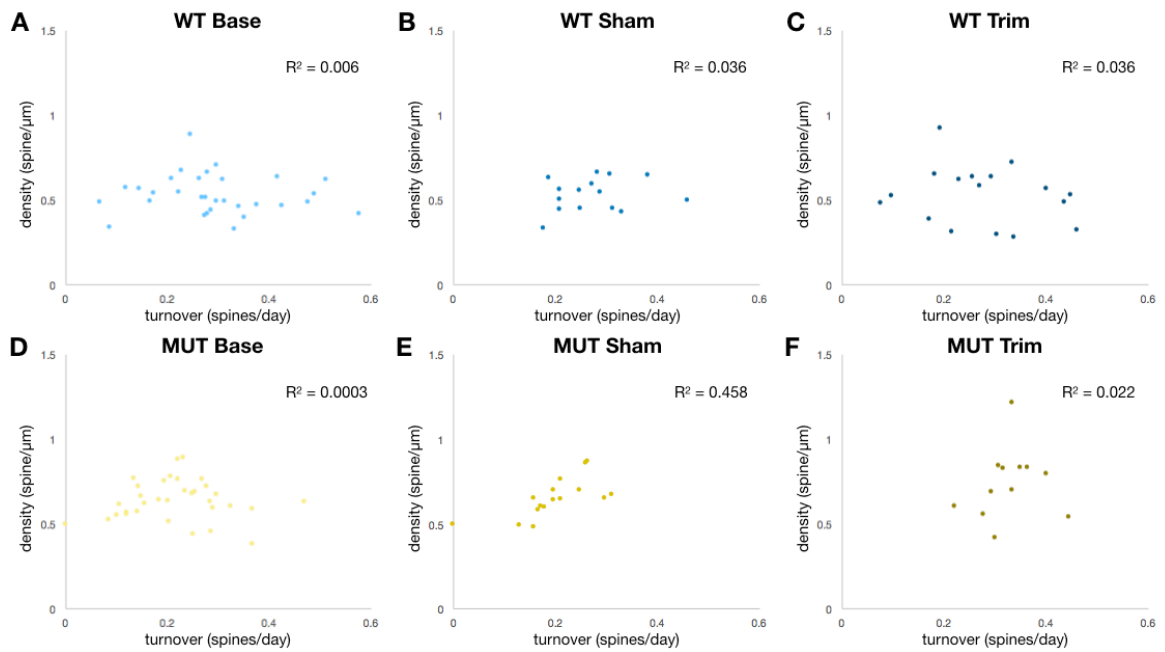 A
WT Base
R² = 0.006
density (spine/µm)
1.5
1
0.5
0
0
0.2
0.4
0.6
turnover (spines/day)
B
WT Sham
R² = 0.036
density (spine/µm)
1.5
1
0.5
0
0
0.2
0.4
0.6
turnover (spines/day)
C
WT Trim
R² = 0.036
density (spine/µm)
1.5
1
0.5
0
0
0.2
0.4
0.6
turnover (spines/day)
D
MUT Base
R² = 0.0003
density (spine/µm)
1.5
1
0.5
0
0
0.2
0.4
0.6
turnover (spines/day)
E
MUT Sham
R² = 0.458
density (spine/µm)
1.5
1
0.5
0
0
0.2
0.4
0.6
turnover (spines/day)
F
MUT Trim
R² = 0.022
density (spine/µm)
1.5
1
0.5
0
0
0.2
0.4
0.6
turnover (spines/day)